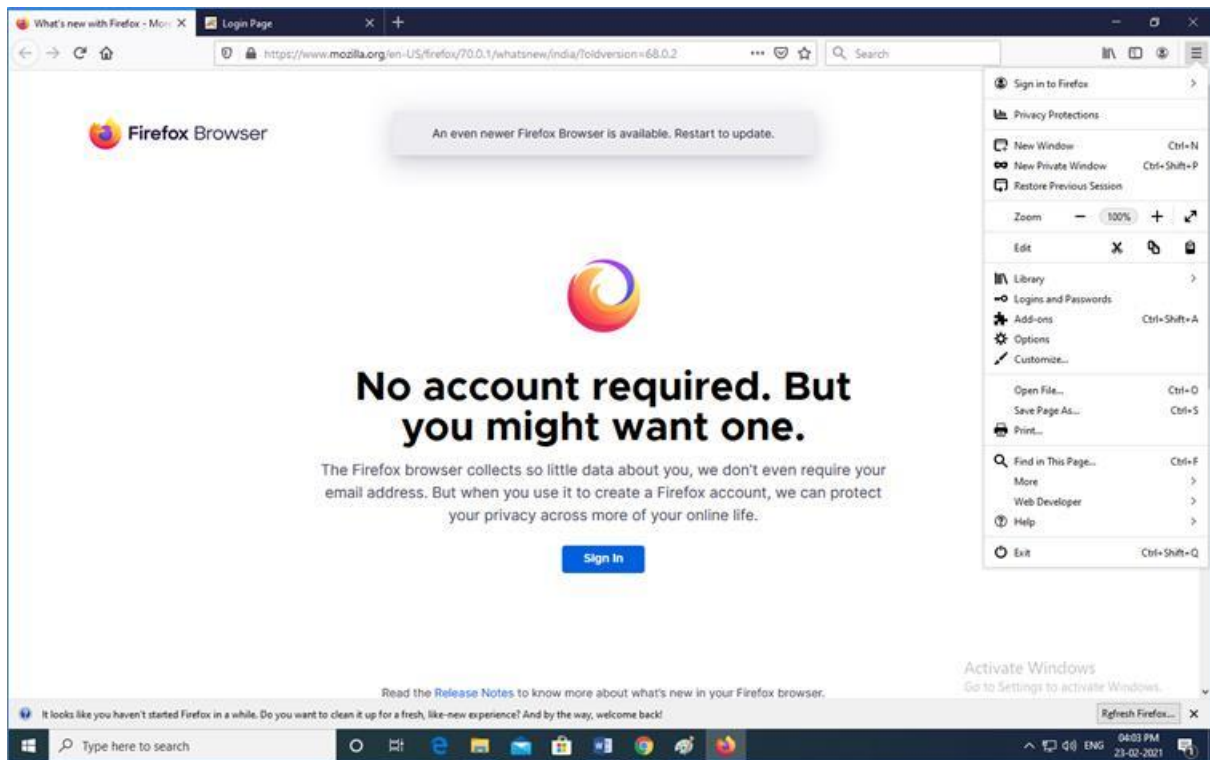 What's new with Firefox - More
Login Page
https://www.mozilla.org/en-US/firefox/70.0.1/whatsnew/india/?oldversion=68.0.2
Search
Firefox Browser
An even newer Firefox Browser is available. Restart to update.
No account required. But
you might want one.
The Firefox browser collects so little data about you, we don't even require your
email address. But when you use it to create a Firefox account, we can protect
your privacy across more of your online life.
Sign In
Read the Release Notes to know more about what's new in your Firefox browser.
Sign in to Firefox
Privacy Protections
New Window Ctrl+N
New Private Window Ctrl+Shift+P
Restore Previous Session
Zoom 100%
Edit
Library
Logins and Passwords
Add-ons Ctrl+Shift+A
Options
Customize...
Open File... Ctrl+O
Save Page As... Ctrl+S
Print...
Find in This Page... Ctrl+F
More
Web Developer
Help
Exit Ctrl+Shift+Q
Activate Windows
Go to Settings to activate Windows.
It looks like you haven't started Firefox in a while. Do you want to clean it up for a fresh, like-new experience? And by the way, welcome back!
Refresh Firefox...
Type here to search
ENG
04:03 PM
23-02-2021